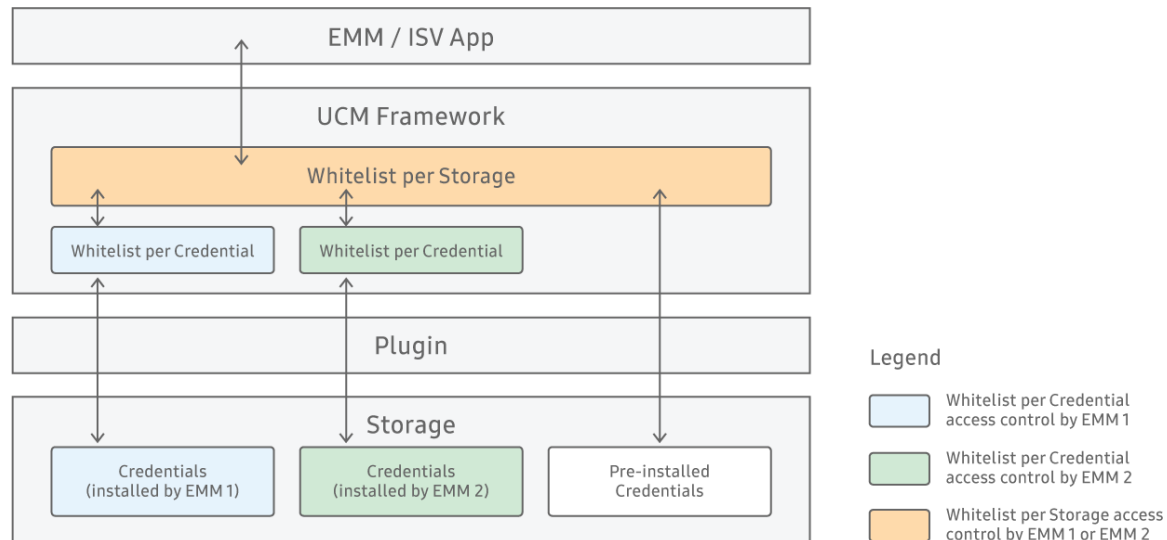 EMM / ISV App
UCM Framework
Whitelist per Storage
Whitelist per Credential
Whitelist per Credential
Plugin
Storage
Credentials
(installed by EMM 1)
Credentials
(installed by EMM 2)
Pre-installed
Credentials
Legend
Whitelist per Credential
access control by EMM 1
Whitelist per Credential
access control by EMM 2
Whitelist per Storage access
control by EMM 1 or EMM 2